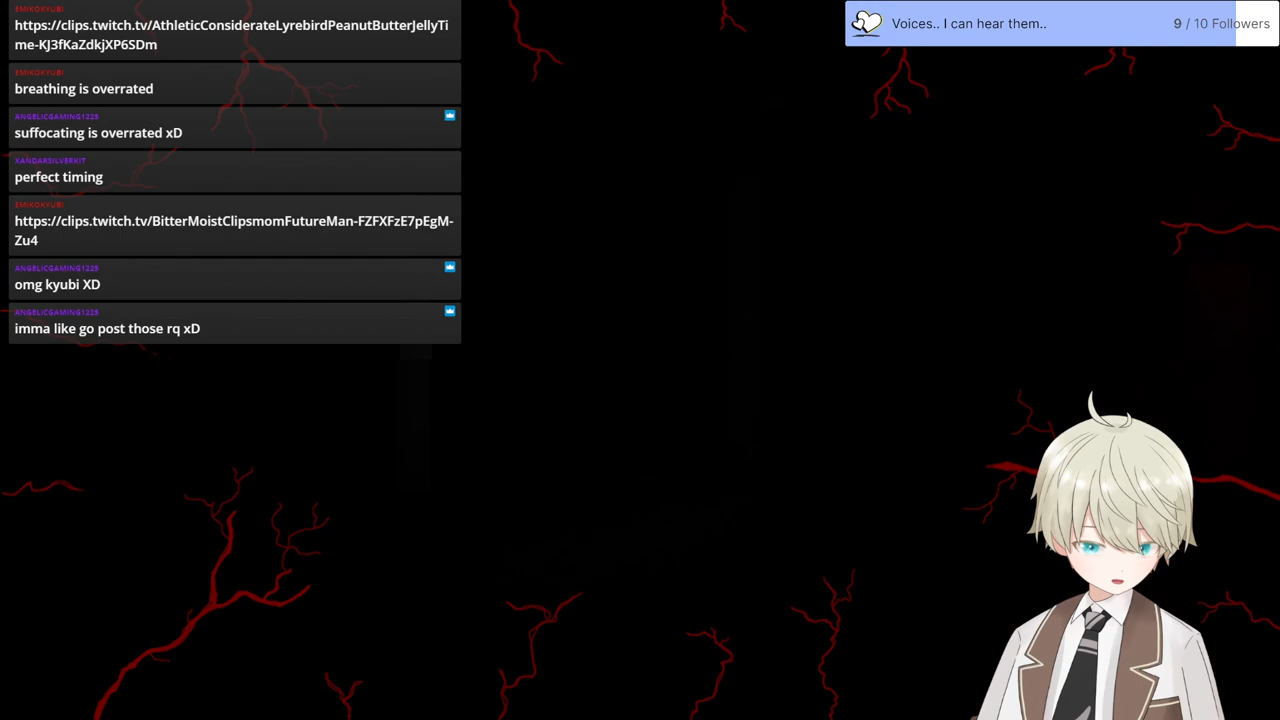 EMIKOKYUBI
https://clips.twitch.tv/AthleticConsiderateLyrebirdPeanutButterJellyTi
me-KJ3fKaZdkjXP6SDm
EMIKOKYUBI
breathing is overrated
ANGELICGAMING1225
suffocating is overrated xD
XANDARSILVERKIT
perfect timing
EMIKOKYUBI
https://clips.twitch.tv/BitterMoistClipsmomFutureMan-FZFXFzE7pEgM-
Zu4
ANGELICGAMING1225
omg kyubi XD
ANGELICGAMING1225
imma like go post those rq xD
Voices.. I can hear them.. 9 / 10 Followers